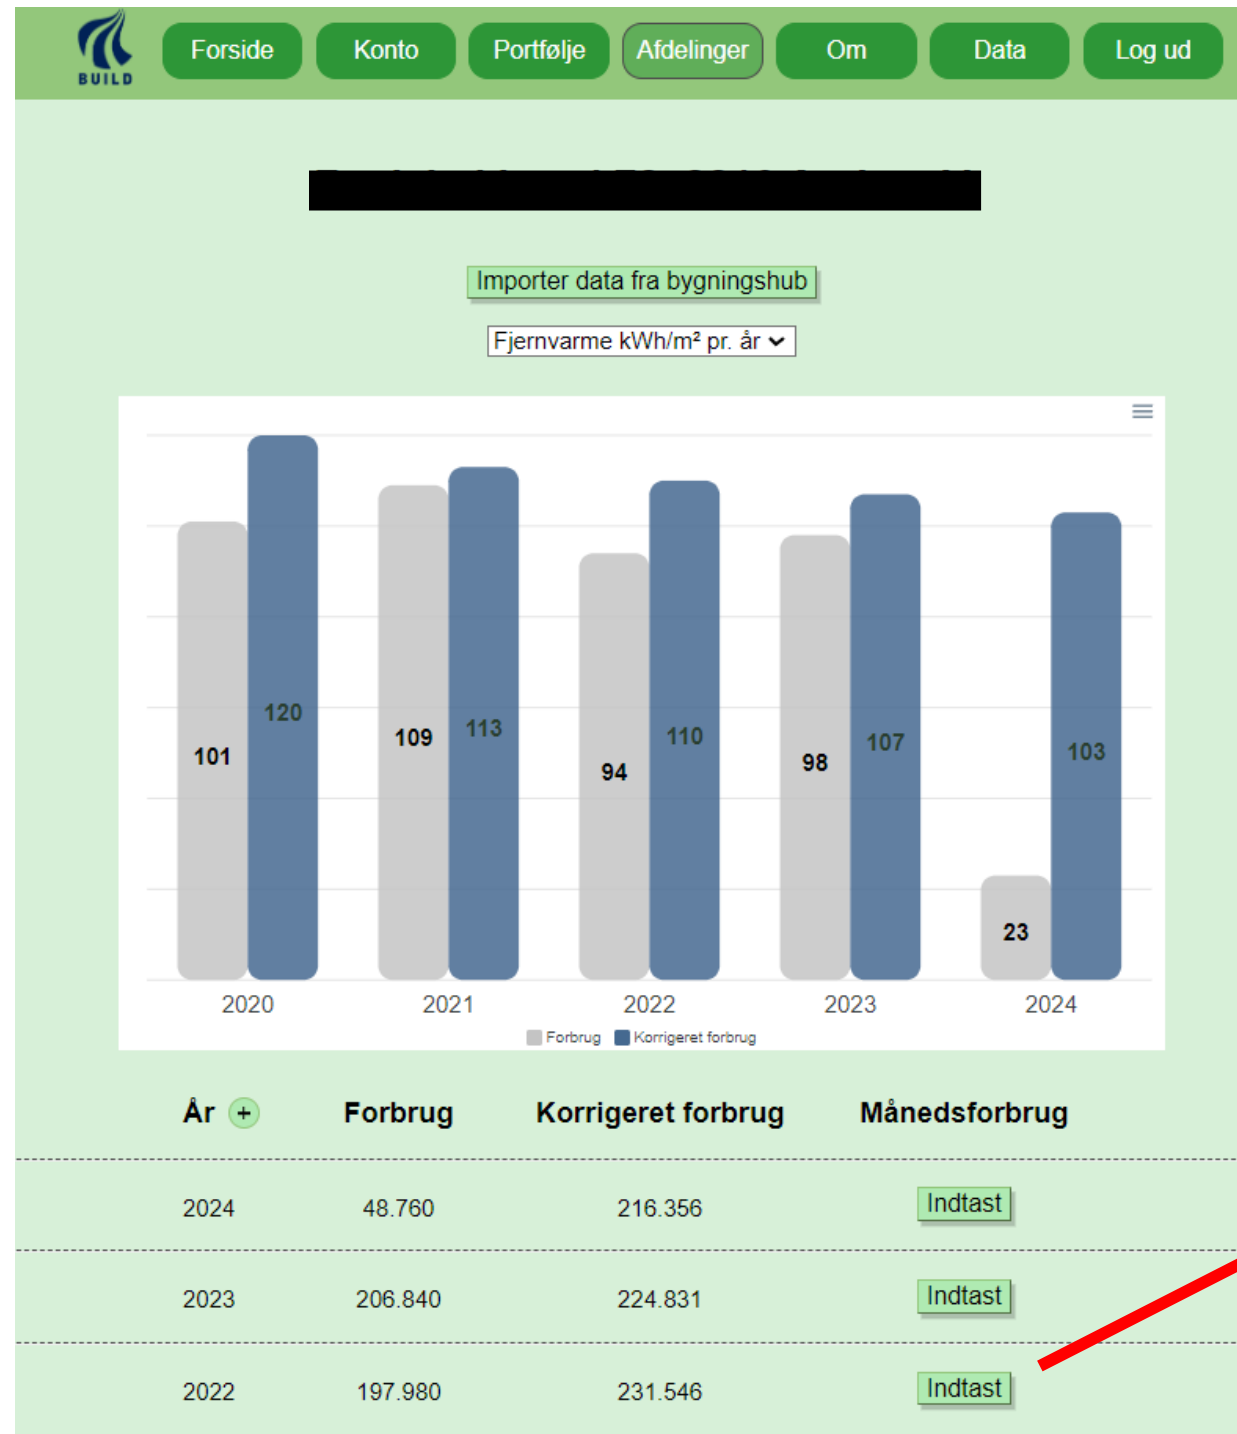 BUILD
Forside Konto Portfølje Afdelinger Om Data Log ud
Importer data fra bygningshub
Fjernvarme kWh/m² pr. år
120
101
113
109
110
94
107
98
103
23
2020 2021 2022 2023 2024
Forbrug Korrigeret forbrug
År + Forbrug Korrigeret forbrug Månedsforbrug
2024 48.760 216.356 Indtast
2023 206.840 224.831 Indtast
2022 197.980 231.546 Indtast